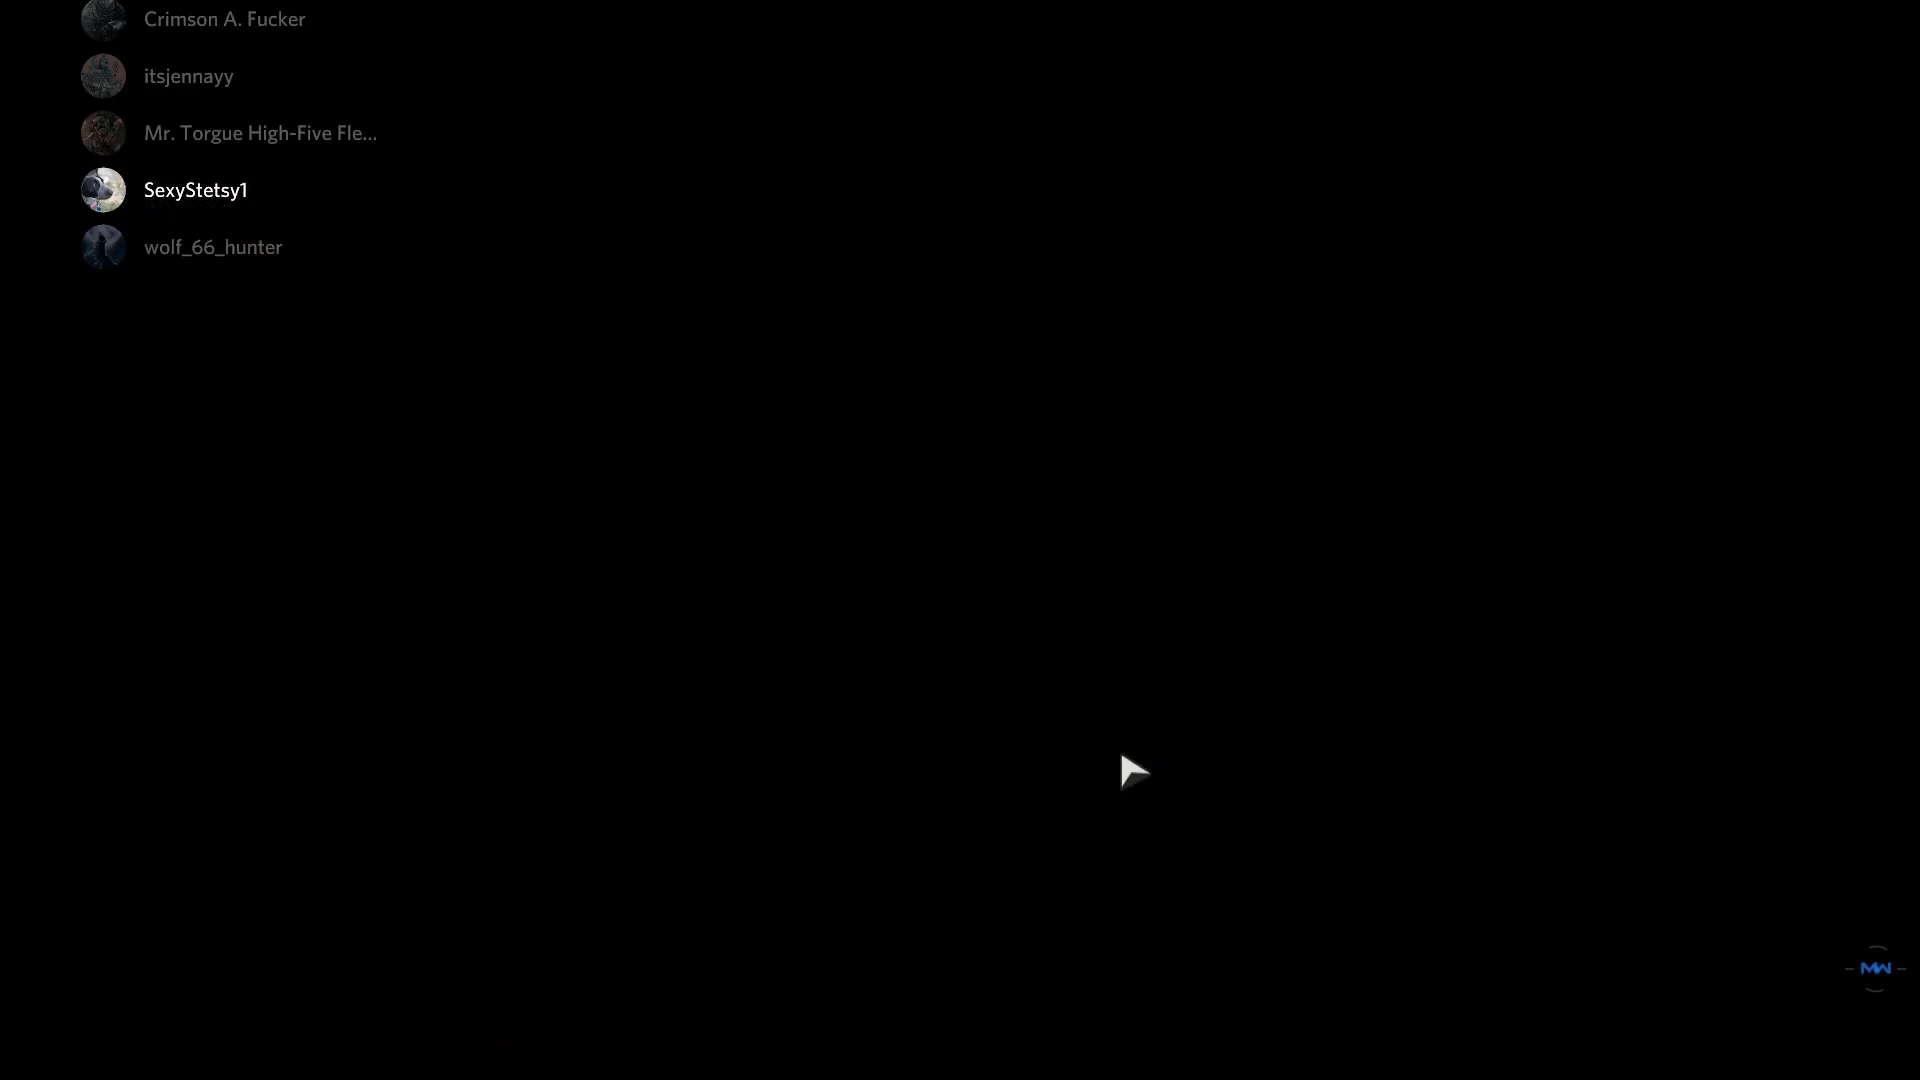 Crimson A. Fucker
itsjennayy
Mr. Torgue High-Five Fle...
SexyStetsy1
wolf_66_hunter
MW